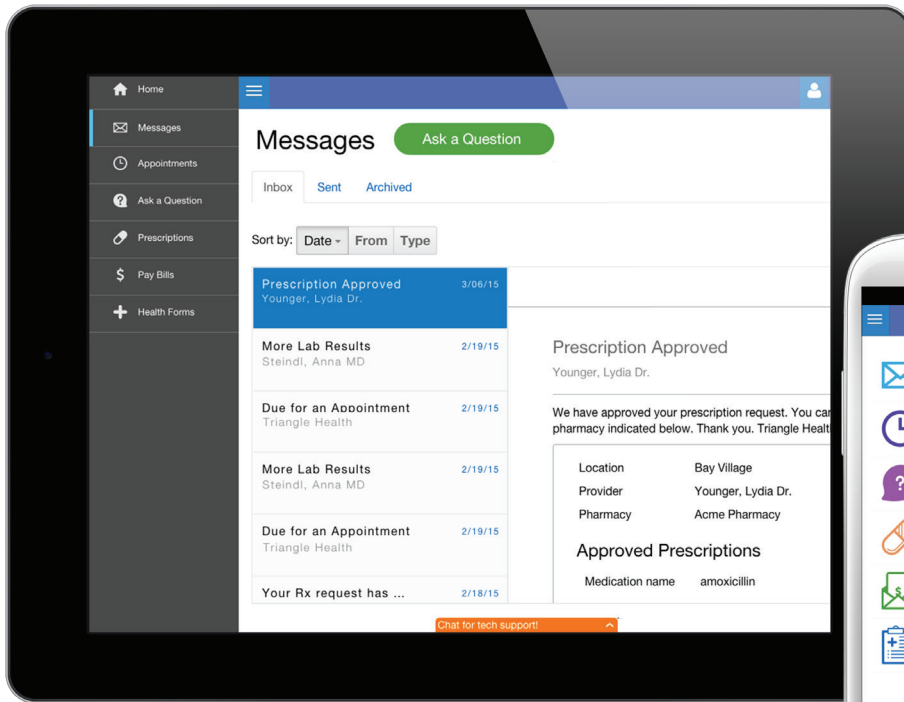 Home
Messages
Appointments
Ask a Question
Prescriptions
$ Pay Bills
Health Forms
Messages
Ask a Question
Inbox Sent Archived
Sort by: Date From Type
Prescription Approved 3/06/15
Younger, Lydia Dr.
More Lab Results 2/19/15
Steindl, Anna MD
Due for an Appointment 2/19/15
Triangle Health
More Lab Results 2/19/15
Steindl, Anna MD
Due for an Appointment 2/19/15
Triangle Health
Your Rx request has ... 2/18/15
Prescription Approved
Younger, Lydia Dr.
We have approved your prescription request. You can
pharmacy indicated below. Thank you. Triangle Healt
Location Bay Village
Provider Younger, Lydia Dr.
Pharmacy Acme Pharmacy
Approved Prescriptions
Medication name amoxicillin
Chat for tech support!
?
$